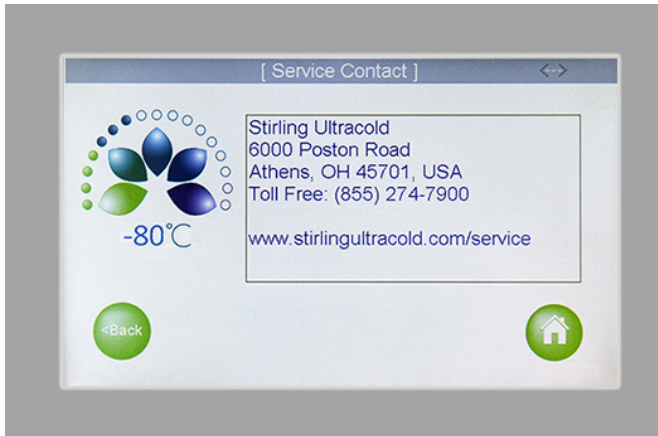 [ Service Contact ]
<-->
Stirling Ultracold
6000 Poston Road
Athens, OH 45701, USA
Toll Free: (855) 274-7900
www.stirlingultracold.com/service
-80°C
<Back